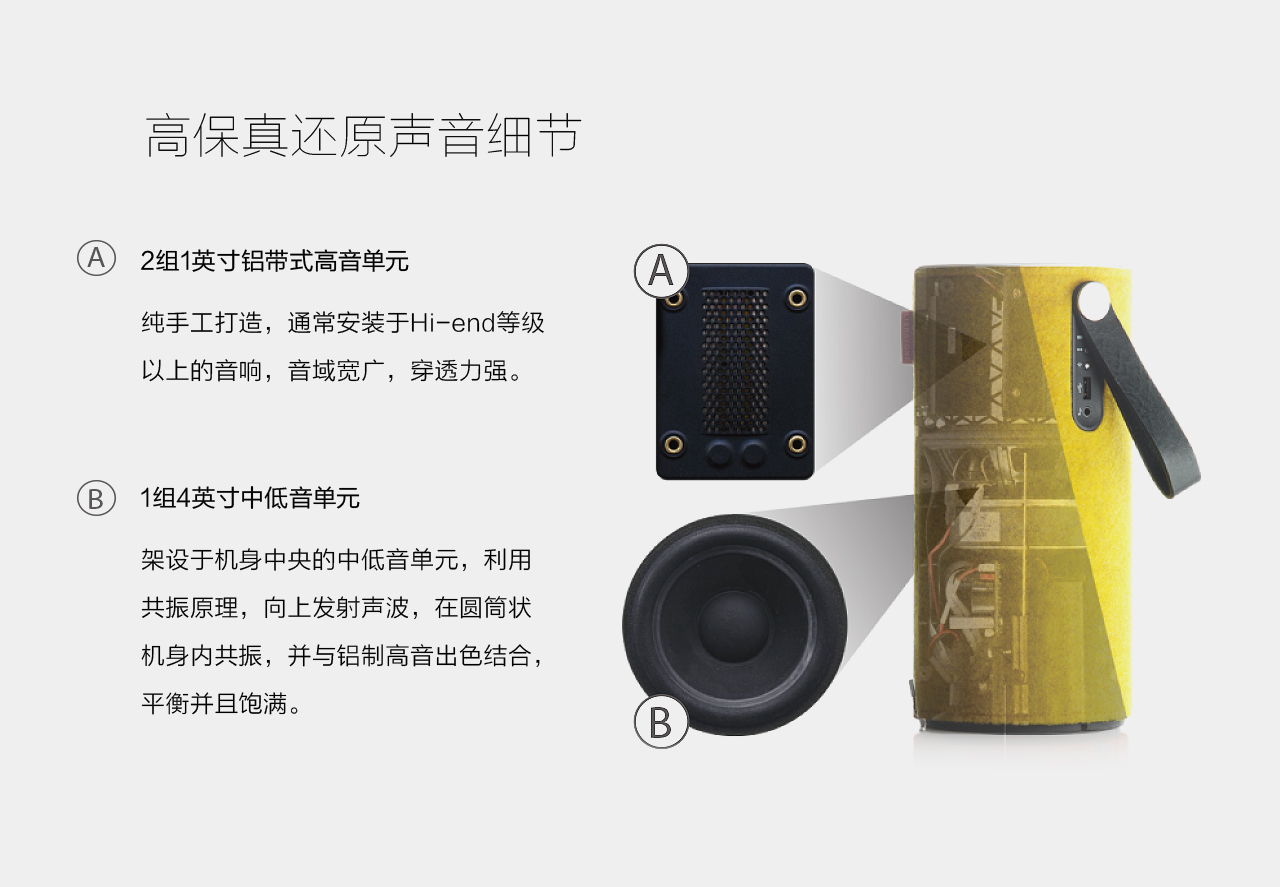 高保真还原声音细节
A
2组1英寸铝带式高音单元
纯手工打造，通常安装于Hi-end等级
以上的音响，音域宽广，穿透力强。
B
1组4英寸中低音单元
架设于机身中央的中低音单元，利用
共振原理，向上发射声波，在圆筒状
机身内共振，并与铝制高音出色结合，
平衡并且饱满。
A
B